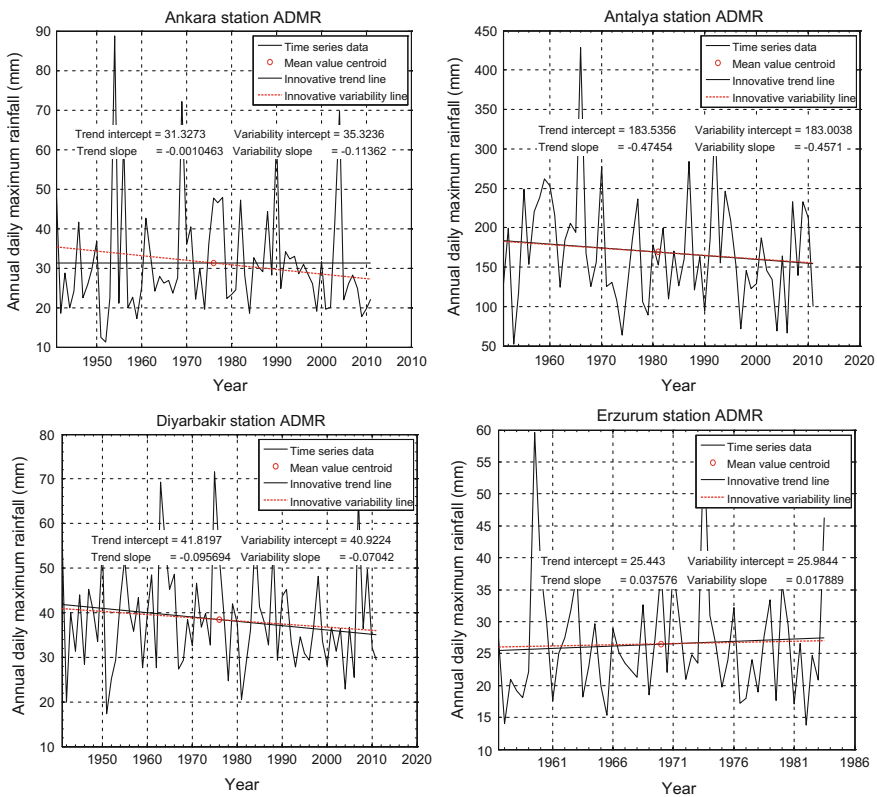 Ankara station ADMR
Annual daily maximum rainfall (mm)
90
80
70
60
50
40
30
20
10
Time series data
Mean value centroid
Innovative trend line
Innovative variability line
Trend intercept = 31.3273 Variability intercept = 35.3236
Trend slope = -0.0010463 Variability slope = -0.11362
1950 1960 1970 1980 1990 2000 2010 2010
Year
Antalya station ADMR
Annual daily maximum rainfall (mm)
450
400
350
300
250
200
150
100
50
Time series data
Mean value centroid
Innovative trend line
Innovative variability line
Trend intercept = 183.5356 Variability intercept = 183.0038
Trend slope = -0.47454 Variability slope = -0.4571
1960 1970 1980 1990 2000 2010 2020
Year
Diyarbakir station ADMR
Annual daily maximum rainfall (mm)
80
70
60
50
40
30
20
10
Time series data
Mean value centroid
Innovative trend line
Innovative variability line
Trend intercept = 41.8197 Variability intercept = 40.9224
Trend slope = -0.095694 Variability slope = -0.07042
1950 1960 1970 1980 1990 2000 2010 2020
Year
Erzurum station ADMR
Annual daily maximum rainfall (mm)
60
55
50
45
40
35
30
25
20
15
10
Time series data
Mean value centroid
Innovative trend line
Innovative variability line
Trend intercept = 25.443 Variability intercept = 25.9844
Trend slope = 0.037576 Variability slope = 0.017889
1961 1966 1971 1976 1981 1986
Year